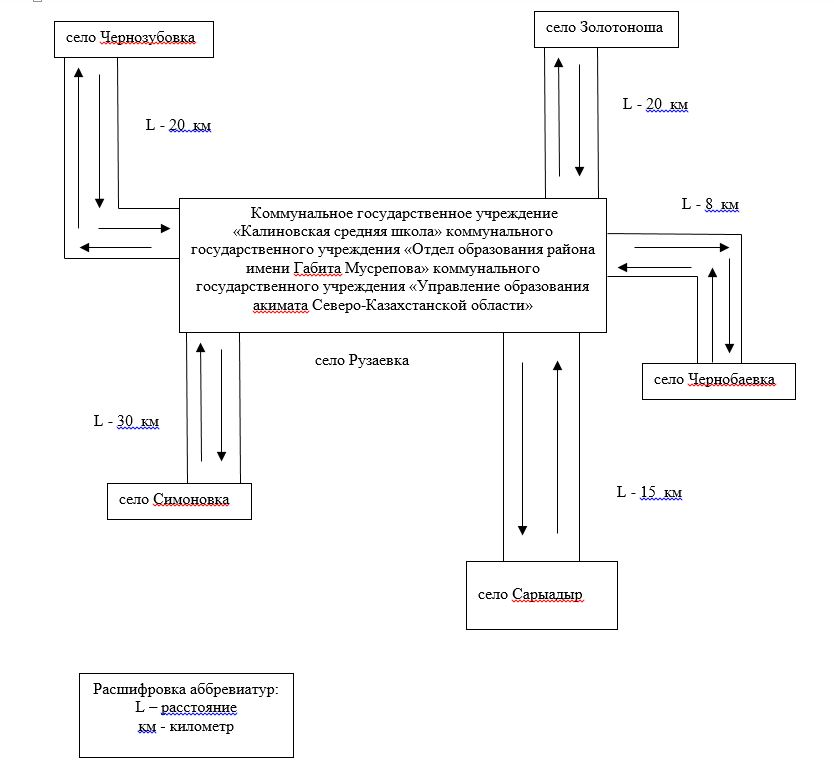 село Чернозубовка
село Золотоноша
L - 20 км
L - 20 км
L - 8 км
Коммунальное государственное учреждение
«Калиновская средняя школа» коммунального
государственного учреждения «Отдел образования района
имени Габита Мусрепова» коммунального
государственного учреждения «Управление образования
акимата Северо-Казахстанской области»
село Рузаевка
село Чернобаевка
L - 30 км
село Симоновка
L - 15 км
село Сарыадыр
Расшифровка аббревиатур:
L – расстояние
км - километр